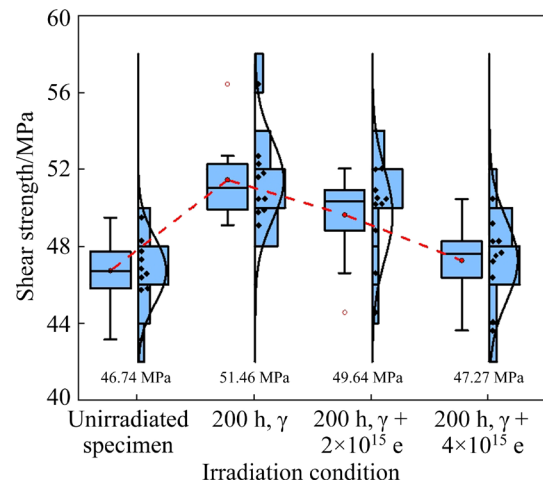 Shear strength/MPa
60
56
52
48
44
40
46.74 MPa
51.46 MPa
49.64 MPa
47.27 MPa
Unirradiated
specimen
200 h, γ
200 h, γ +
2×10¹⁵ e
200 h, γ +
4×10¹⁵ e
Irradiation condition